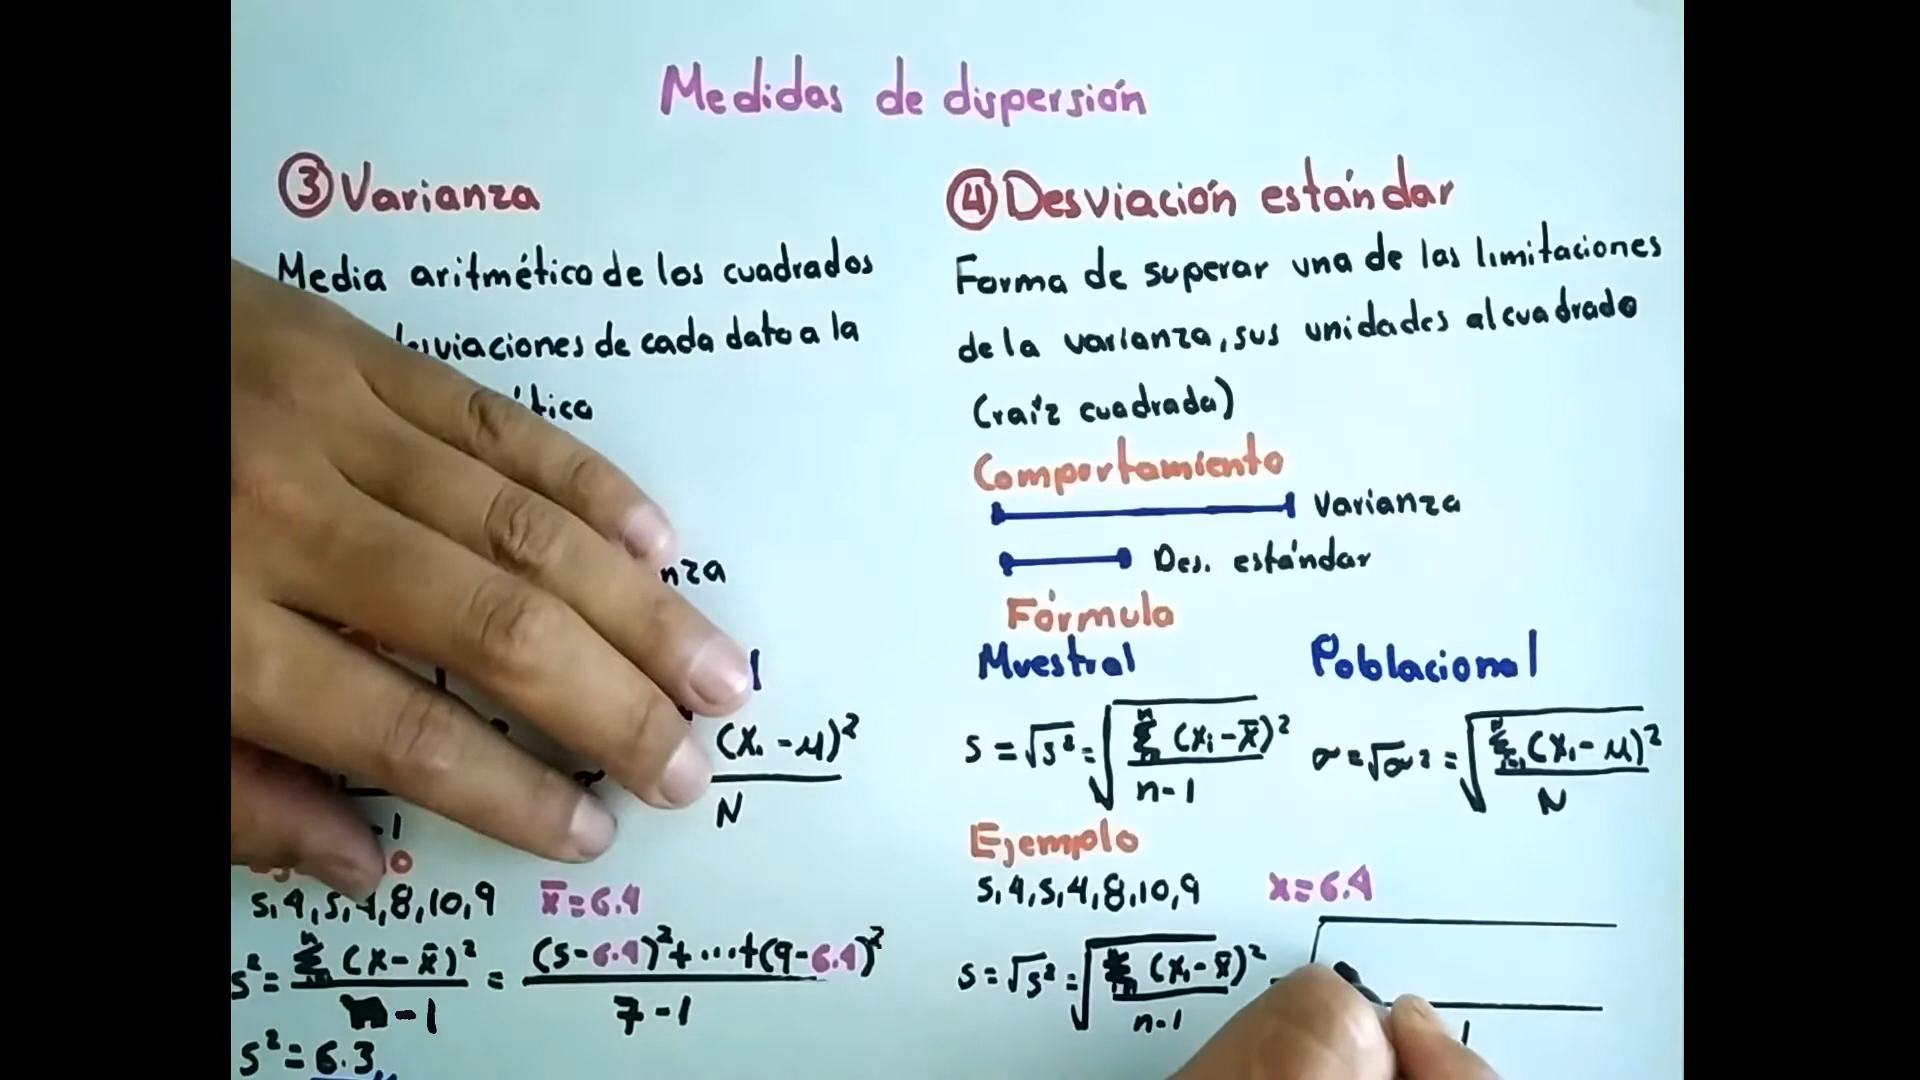 Medidas de dispersión
③ Varianza
Media aritmético de los cuadrados
desviaciones de cada dato a la
(x. - μ)²
N
-1
5,4,5,4,8,10,9 x̄=6.4
s² = Σ (x-x̄)² / n-1 = (5-6.4)²+...+(9-6.4)² / 7-1
s² = 6.3
④ Desviación estándar
Forma de superar una de las limitaciones
de la varianza, sus unidades al cuadrado
(raíz cuadrada)
Comportamiento
Varianza
Des. estándar
Fórmula
Muestral Poblacional
s = √s² = √ Σ (xi-x̄)² / n-1
σ = √σ² = √ Σ (xi-μ)² / N
Ejemplo
5,4,5,4,8,10,9 x=6.4
s = √s² = √ Σ (xi-x̄)² / n-1